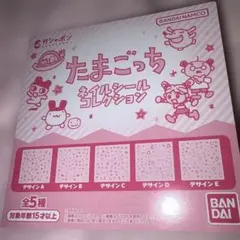 ガシャポン
BANDAI NAMCO
たまごっち
ネイルシール
コレクション
デザインA
デザインB
デザインC
デザインD
デザインE
全5種
対象年齢15才以上
BAN
DAI